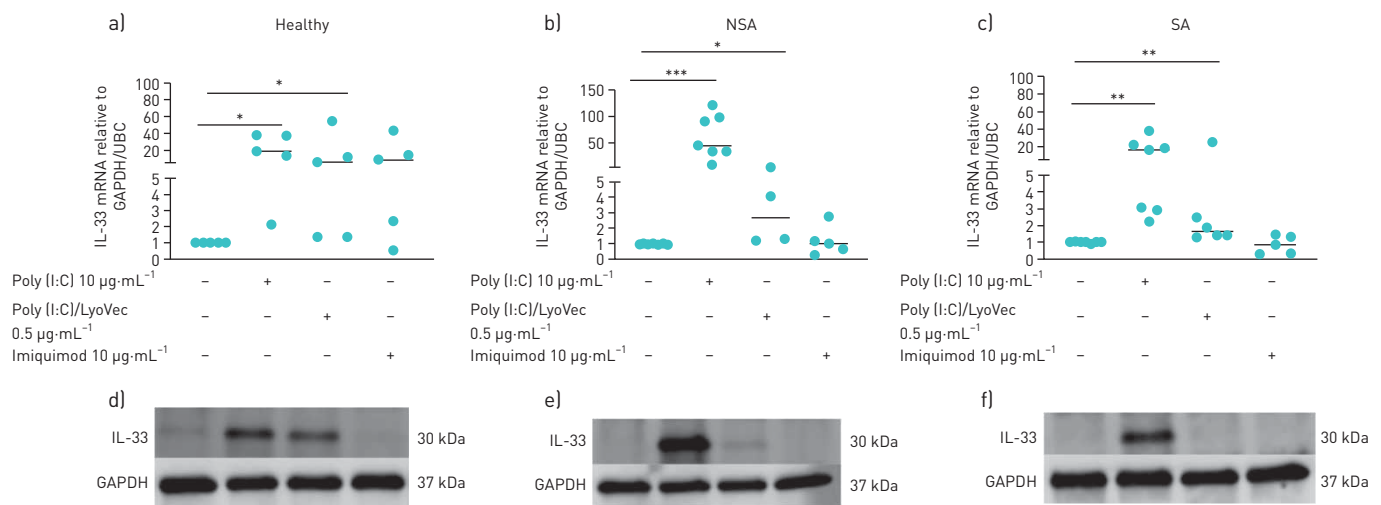 a) Healthy
IL-33 mRNA relative to
GAPDH/UBC
100
80
60
40
20
5
4
3
2
1
0
*
*
b) NSA
IL-33 mRNA relative to
GAPDH/UBC
150
100
50
5
4
3
2
1
0
***
*
c) SA
IL-33 mRNA relative to
GAPDH/UBC
100
80
60
40
20
5
4
3
2
1
0
**
**
Poly (I:C) 10 µg·mL⁻¹ – + – –
Poly (I:C)/LyoVec – – + –
0.5 µg·mL⁻¹
Imiquimod 10 µg·mL⁻¹ – – – +
Poly (I:C) 10 µg·mL⁻¹ – + – –
Poly (I:C)/LyoVec – – + –
0.5 µg·mL⁻¹
Imiquimod 10 µg·mL⁻¹ – – – +
Poly (I:C) 10 µg·mL⁻¹ – + – –
Poly (I:C)/LyoVec – – + –
0.5 µg·mL⁻¹
Imiquimod 10 µg·mL⁻¹ – – – +
d)
IL-33 30 kDa
GAPDH 37 kDa
e)
IL-33 30 kDa
GAPDH 37 kDa
f)
IL-33 30 kDa
GAPDH 37 kDa